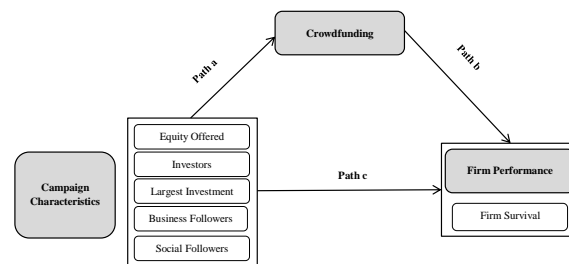 Crowdfunding
Path a
Path b
Equity Offered
Investors
Largest Investment
Business Followers
Social Followers
Campaign
Characteristics
Path c
Firm Performance
Firm Survival